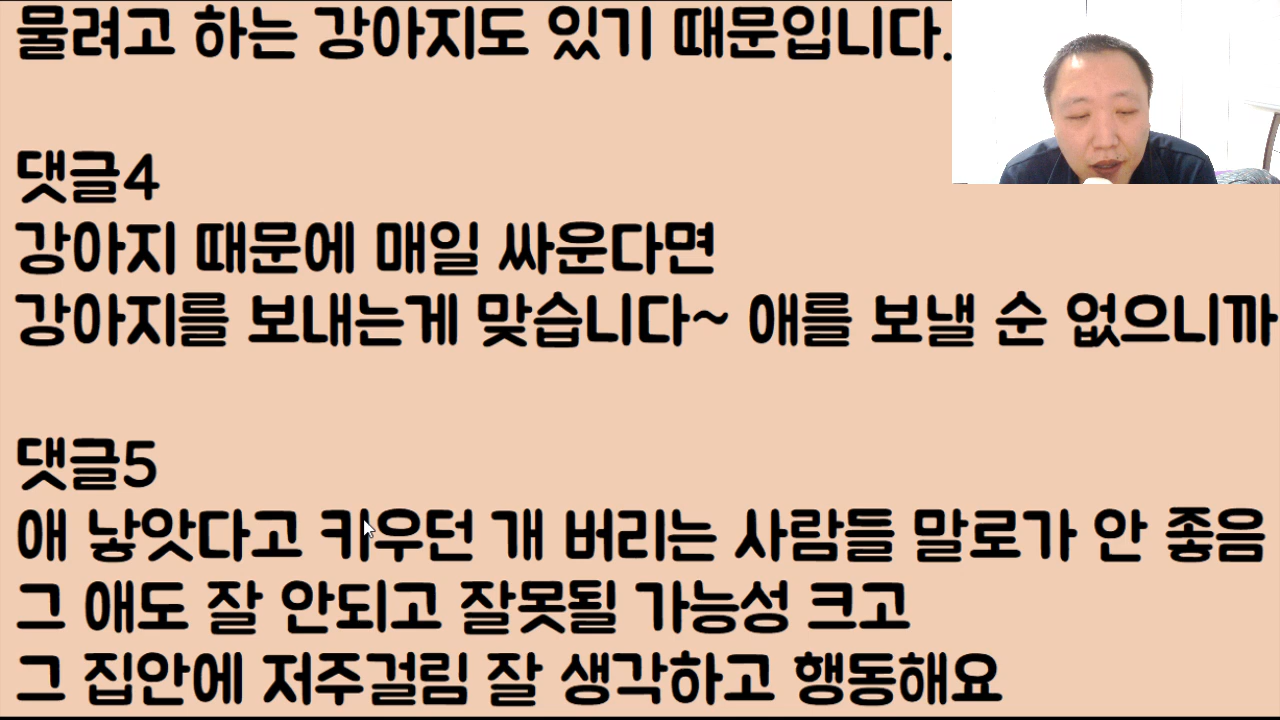 물려고 하는 강아지도 있기 때문입니다.
댓글4
강아지 때문에 매일 싸운다면
강아지를 보내는게 맞습니다~ 애를 보낼 순 없으니까
댓글5
애 낳앗다고 키우던 개 버리는 사람들 말로가 안 좋음
그 애도 잘 안되고 잘못될 가능성 크고
그 집안에 저주걸림 잘 생각하고 행동해요